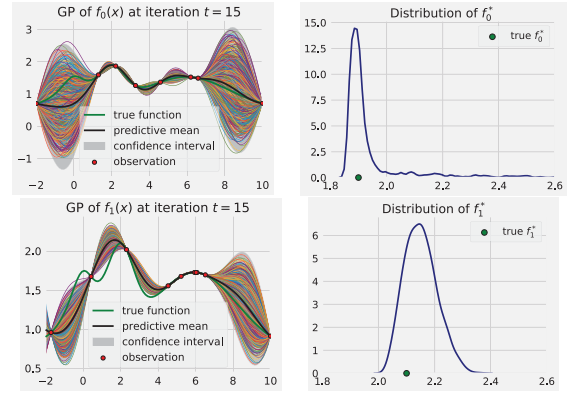 GP of f₀(x) at iteration t = 15
3
2
1
0
−1
true function
predictive mean
confidence interval
observation
−2 0 2 4 6 8 10
Distribution of f₀*
15.0
12.5
10.0
7.5
5.0
2.5
0.0
true f₀*
1.8 2.0 2.2 2.4 2.6
GP of f₁(x) at iteration t = 15
2.0
1.5
1.0
0.5
true function
predictive mean
confidence interval
observation
−2 0 2 4 6 8 10
Distribution of f₁*
6
5
4
3
2
1
0
true f₁*
1.8 2.0 2.2 2.4 2.6